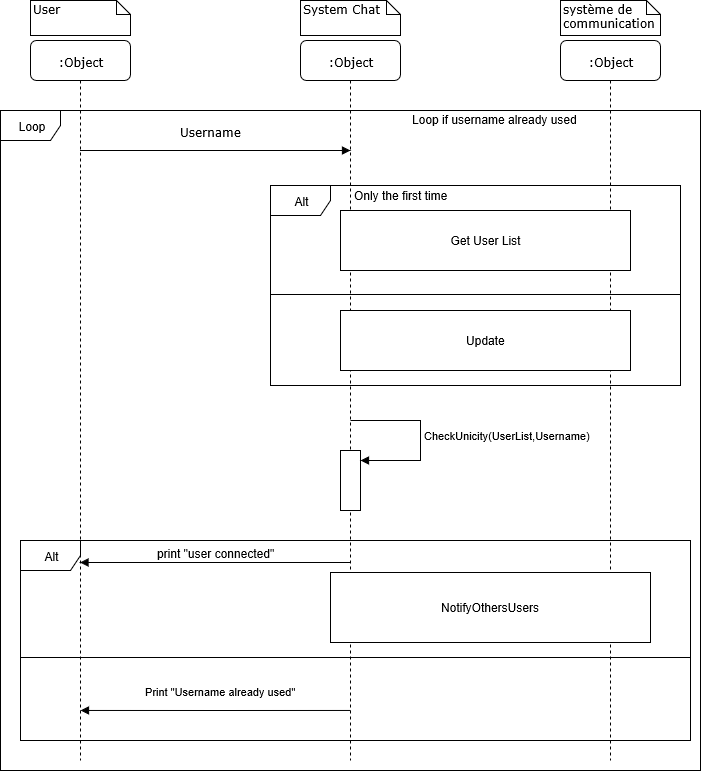 User
System Chat
système de
communication
:Object
:Object
:Object
Loop
Loop if username already used
Username
Alt
Only the first time
Get User List
Update
CheckUnicity(UserList,Username)
Alt
print "user connected"
NotifyOthersUsers
Print "Username already used"